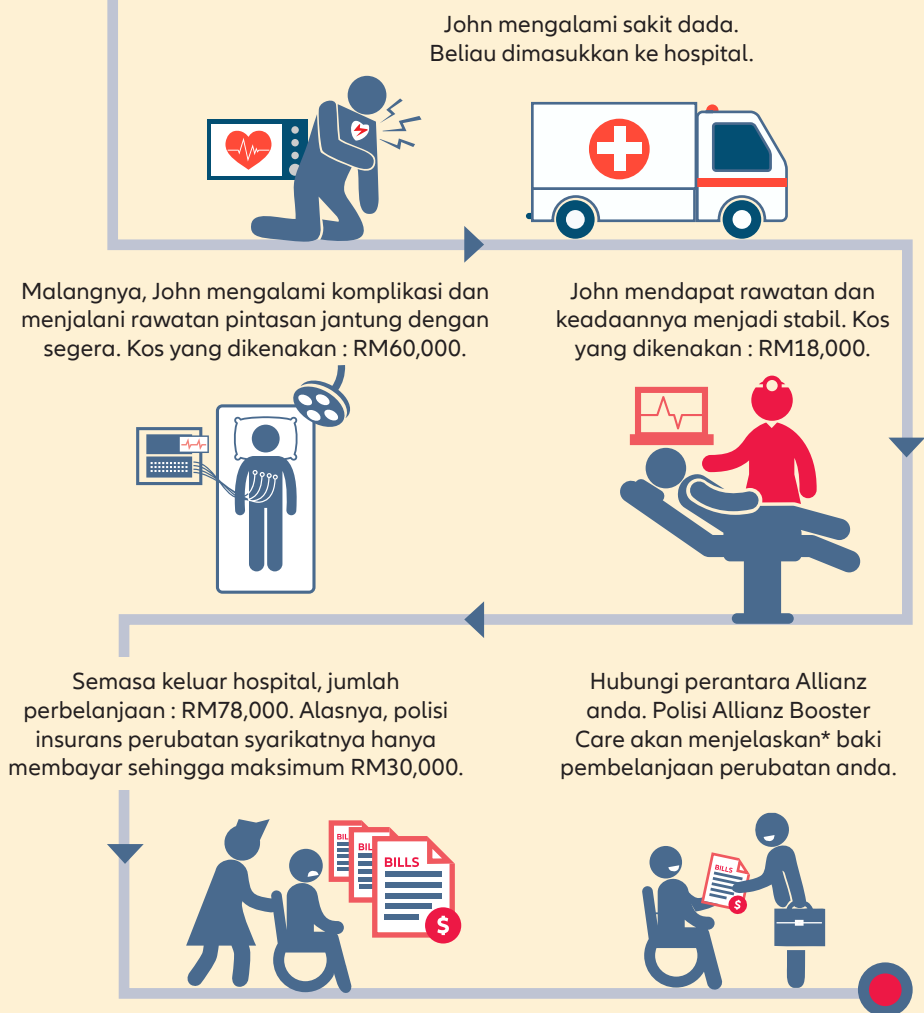 John mengalami sakit dada.
Beliau dimasukkan ke hospital.
John mendapat rawatan dan
keadaannya menjadi stabil. Kos
yang dikenakan : RM18,000.
Malangnya, John mengalami komplikasi dan
menjalani rawatan pintasan jantung dengan
segera. Kos yang dikenakan : RM60,000.
Semasa keluar hospital, jumlah
perbelanjaan : RM78,000. Alasnya, polisi
insurans perubatan syarikatnya hanya
membayar sehingga maksimum RM30,000.
BIL
BIL
BILLS
$
Hubungi perantara Allianz
anda. Polisi Allianz Booster
Care akan menjelaskan* baki
pembelanjaan perubatan anda.
BILLS
$